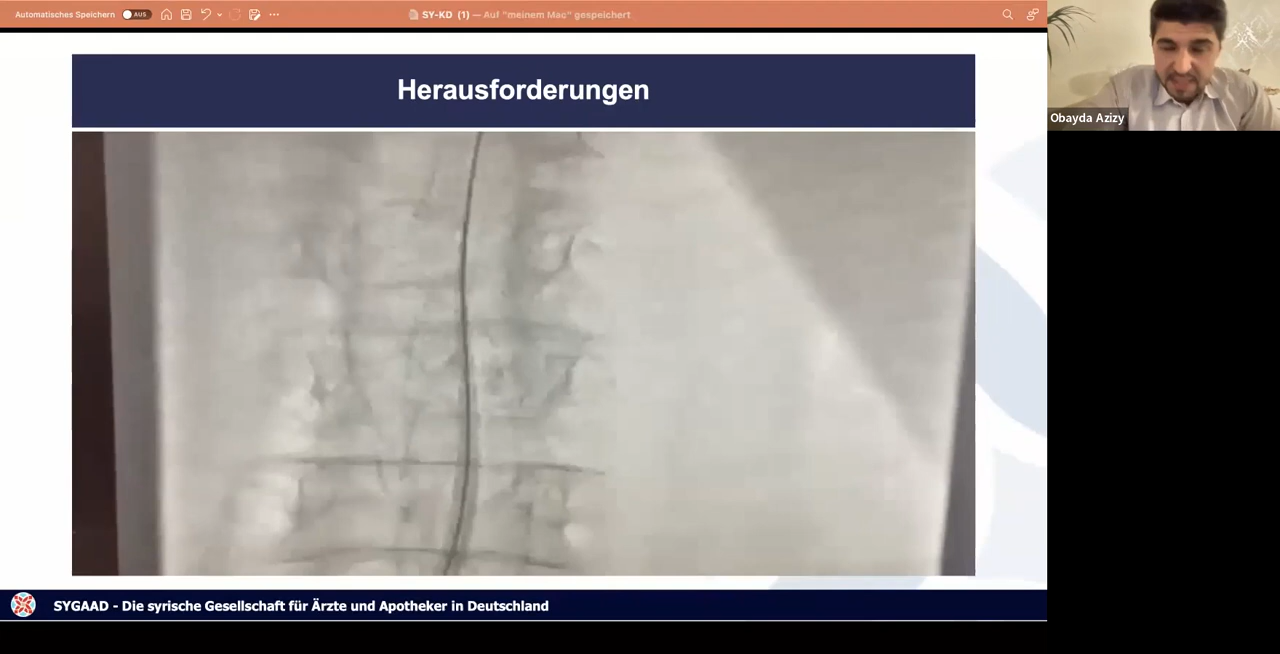 Automatisches Speichern AUS
SY-KD (1) — Auf "meinem Mac" gespeichert
Herausforderungen
Obayda Azizy
SYGAAD - Die syrische Gesellschaft für Ärzte und Apotheker in Deutschland